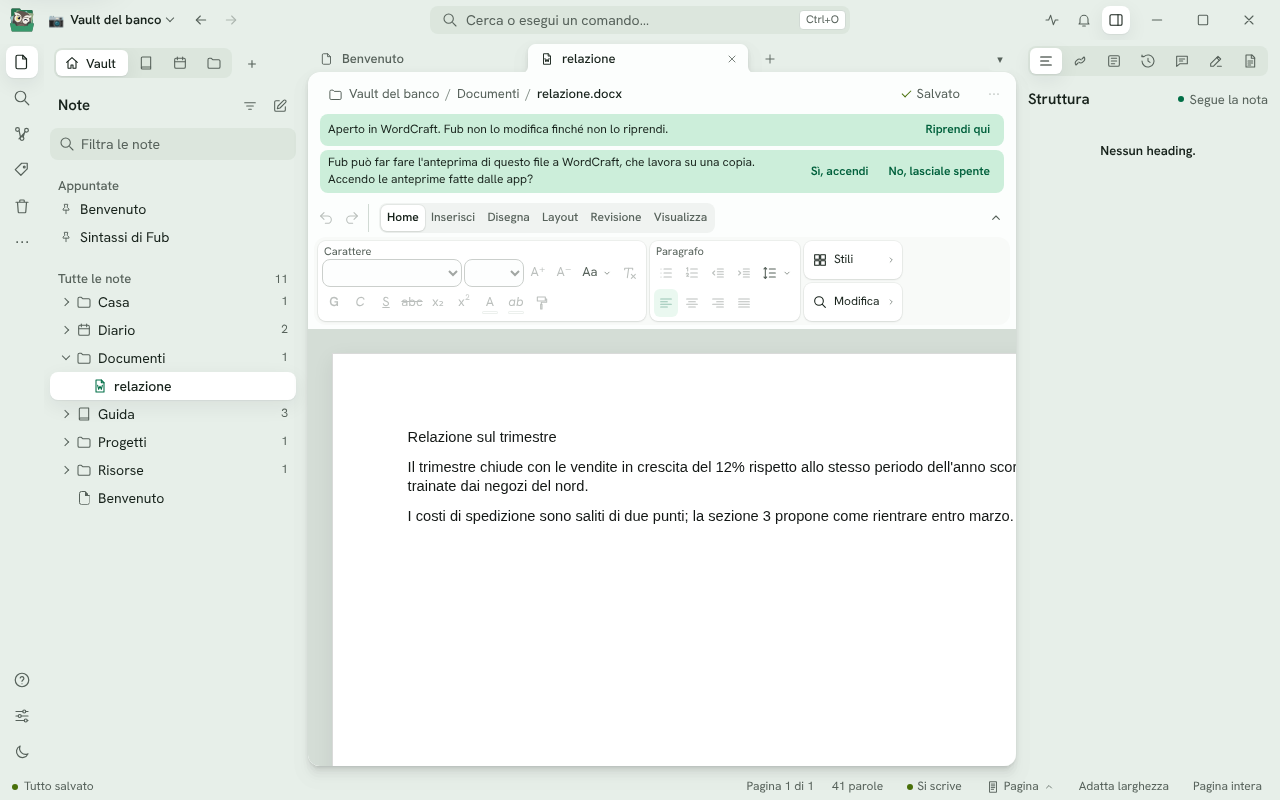 Vault del banco
Cerca o esegui un comando…
Ctrl+O
Vault
Benvenuto
relazione
Note
Filtra le note
Appuntate
Benvenuto
Sintassi di Fub
Tutte le note 11
Casa 1
Diario 2
Documenti 1
relazione
Guida 3
Progetti 1
Risorse 1
Benvenuto
Vault del banco / Documenti / relazione.docx
Salvato
Aperto in WordCraft. Fub non lo modifica finché non lo riprendi.
Riprendi qui
Fub può far fare l'anteprima di questo file a WordCraft, che lavora su una copia.
Accendo le anteprime fatte dalle app?
Sì, accendi
No, lasciale spente
Home Inserisci Disegna Layout Revisione Visualizza
Carattere
A+ A− Aa
G C S abc x₂ x² A ab
Paragrafo
Stili
Modifica
Relazione sul trimestre
Il trimestre chiude con le vendite in crescita del 12% rispetto allo stesso periodo dell'anno scor
trainate dai negozi del nord.
I costi di spedizione sono saliti di due punti; la sezione 3 propone come rientrare entro marzo.
Struttura
Segue la nota
Nessun heading.
Tutto salvato
Pagina 1 di 1
41 parole
Si scrive
Pagina
Adatta larghezza
Pagina intera